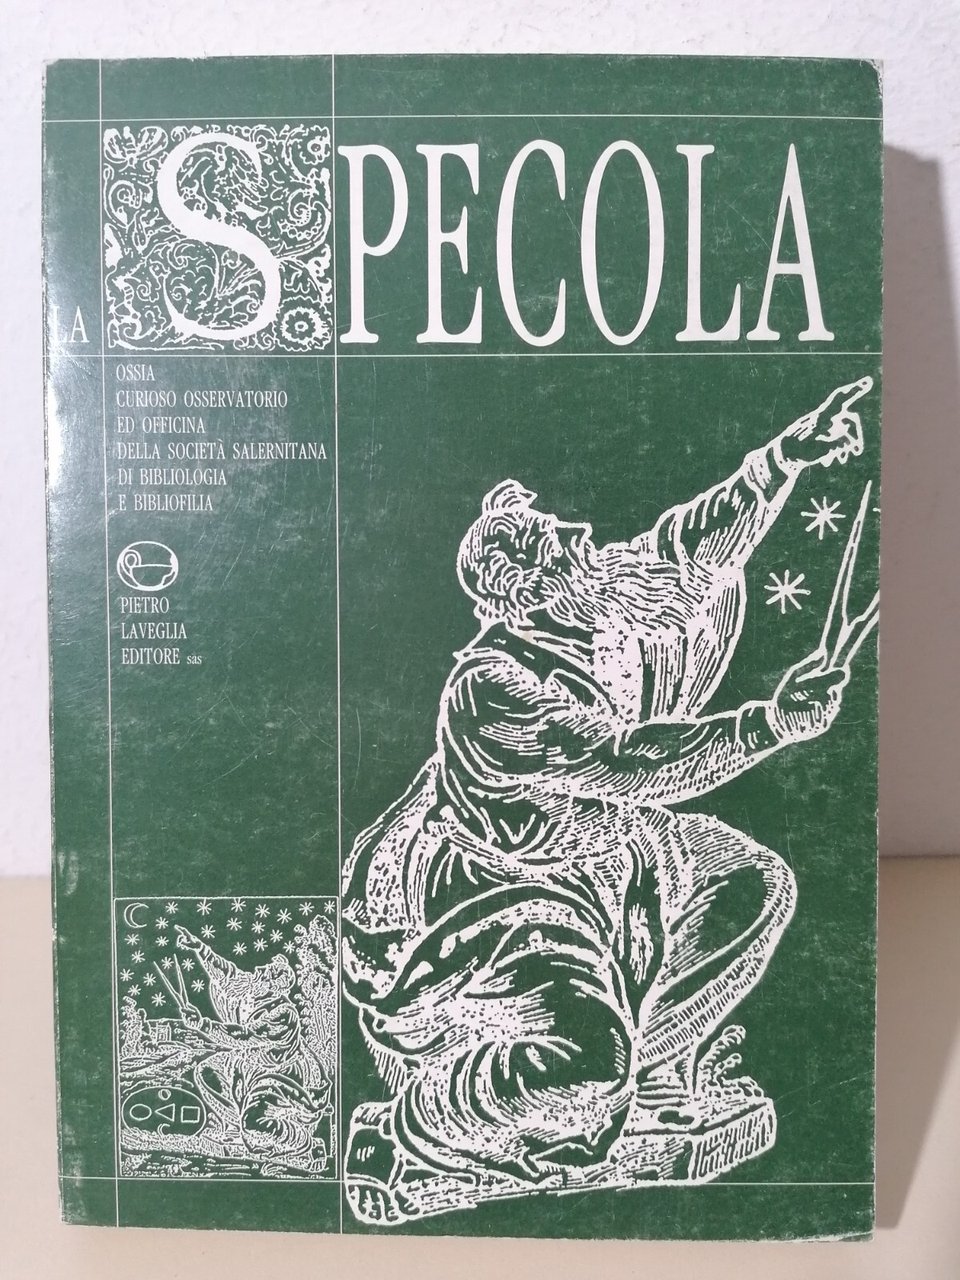 LA SPECOLA
OSSIA
CURIOSO OSSERVATORIO
ED OFFICINA
DELLA SOCIETÀ SALERNITANA
DI BIBLIOLOGIA
E BIBLIOFILIA
PIETRO
LAVEGLIA
EDITORE sas